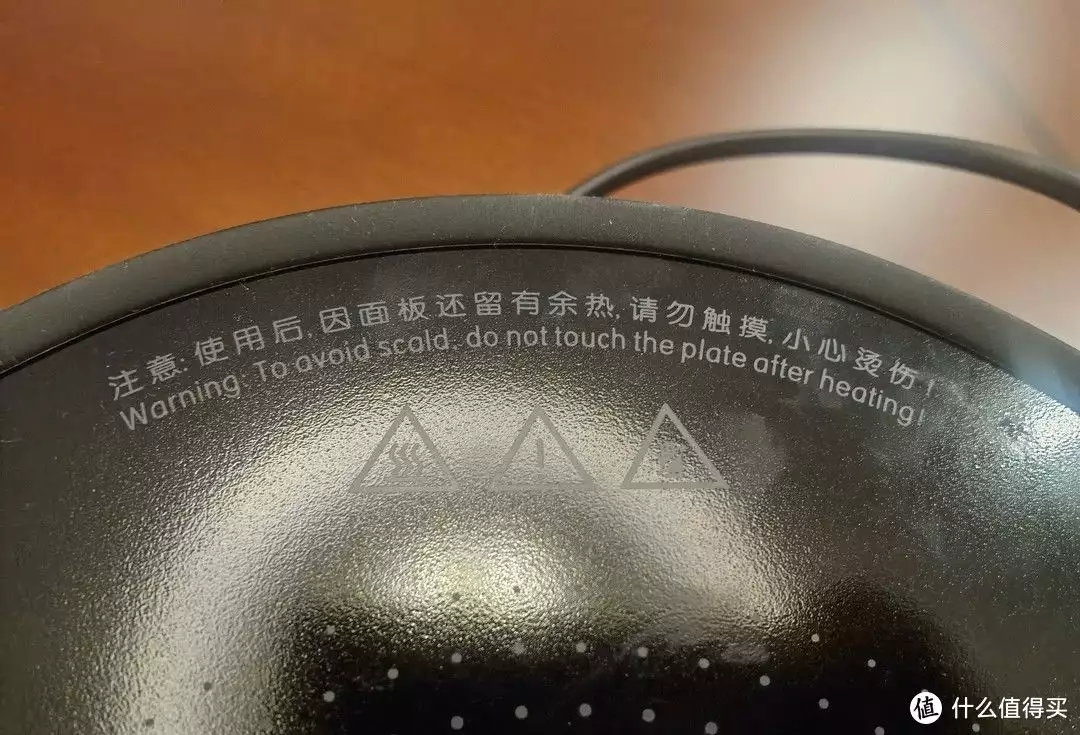 注意:使用后,因面板还留有余热,请勿触摸,小心烫伤!
Warning: To avoid scald. do not touch the plate after heating!
值 什么值得买